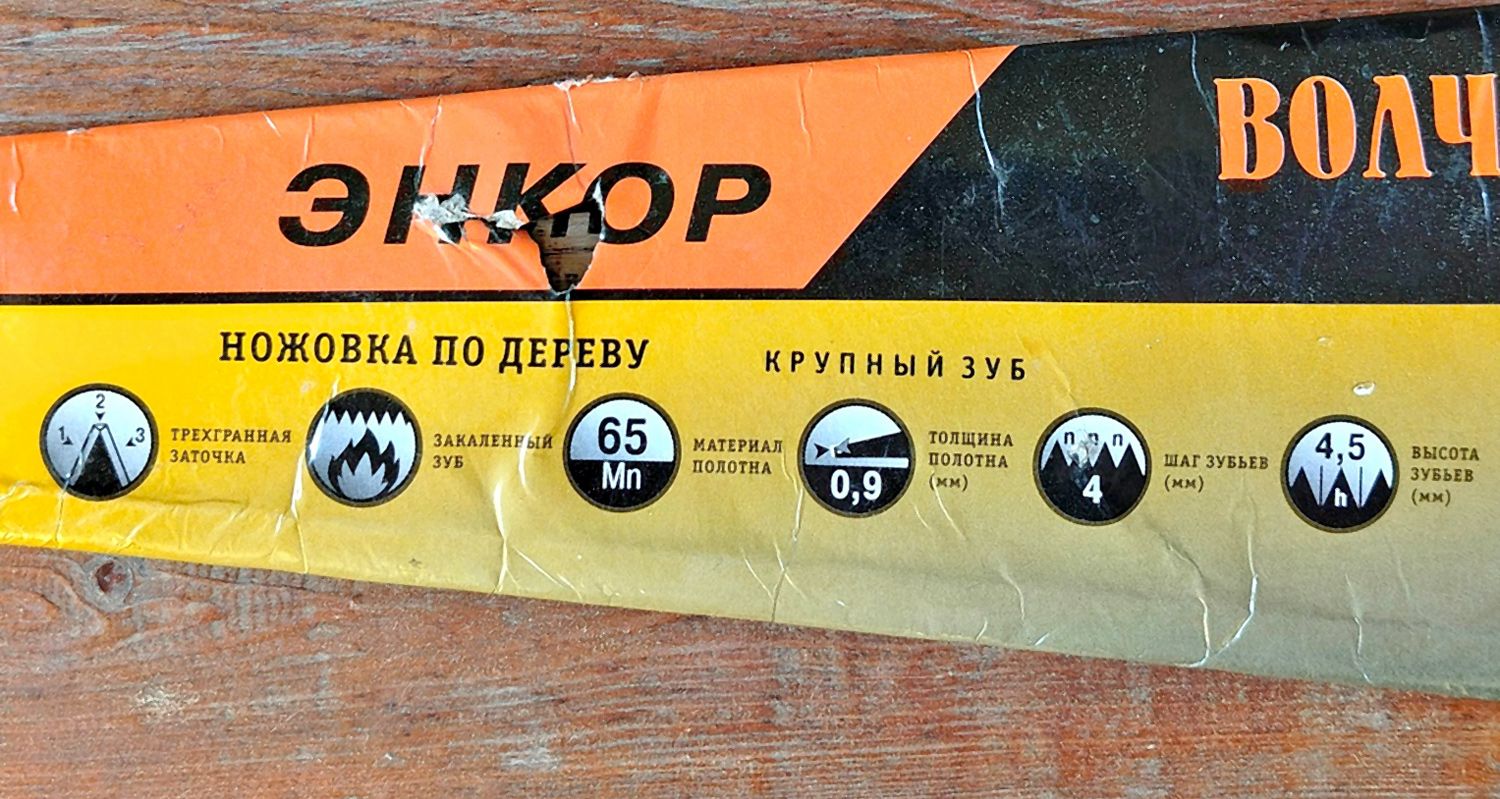 ЭНКОР
ВОЛЧ
НОЖОВКА ПО ДЕРЕВУ
КРУПНЫЙ ЗУБ
1 2 3
ТРЕХГРАННАЯ
ЗАТОЧКА
ЗАКАЛЕННЫЙ
ЗУБ
65
Mn
МАТЕРИАЛ
ПОЛОТНА
0,9
ТОЛЩИНА
ПОЛОТНА
(мм)
n n n
4
ШАГ ЗУБЬЕВ
(мм)
4,5
h
ВЫСОТА
ЗУБЬЕВ
(мм)